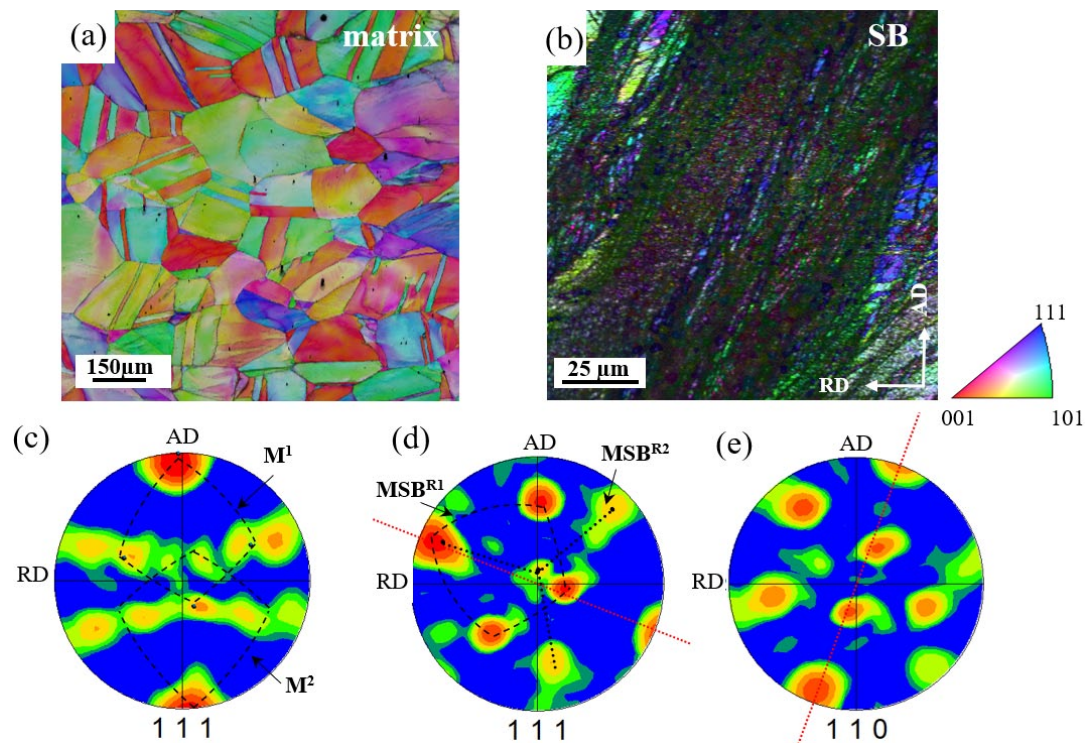 (a)
matrix
150μm
(b)
SB
25 μm
AD
RD
111
001
101
(c)
AD
M¹
RD
M²
1 1 1
(d)
MSBᴿ¹
AD
MSBᴿ²
RD
1 1 1
(e)
AD
RD
1 1 0